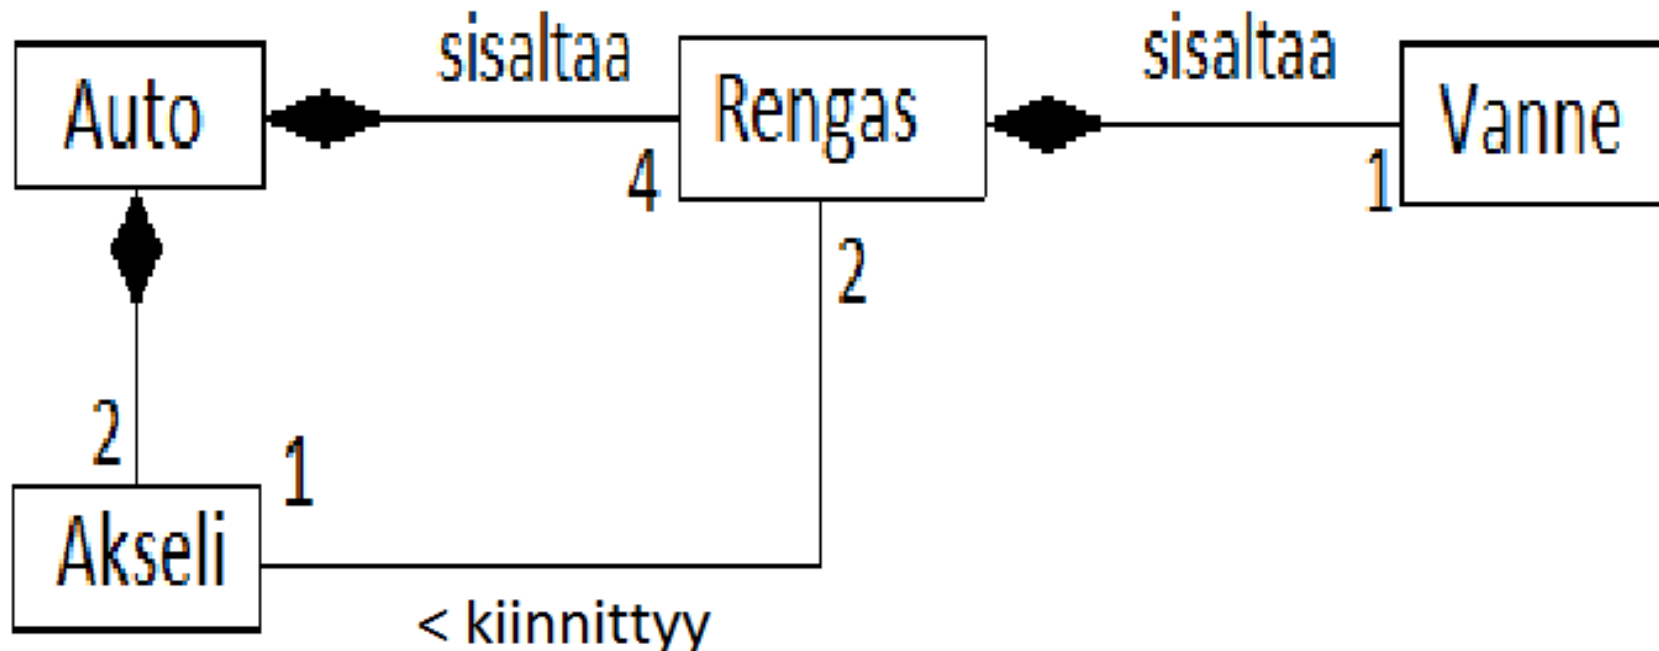 sisaltaa
sisaltaa
Auto
Rengas
Vanne
4
1
2
2
1
Akseli
< kiinnittyy